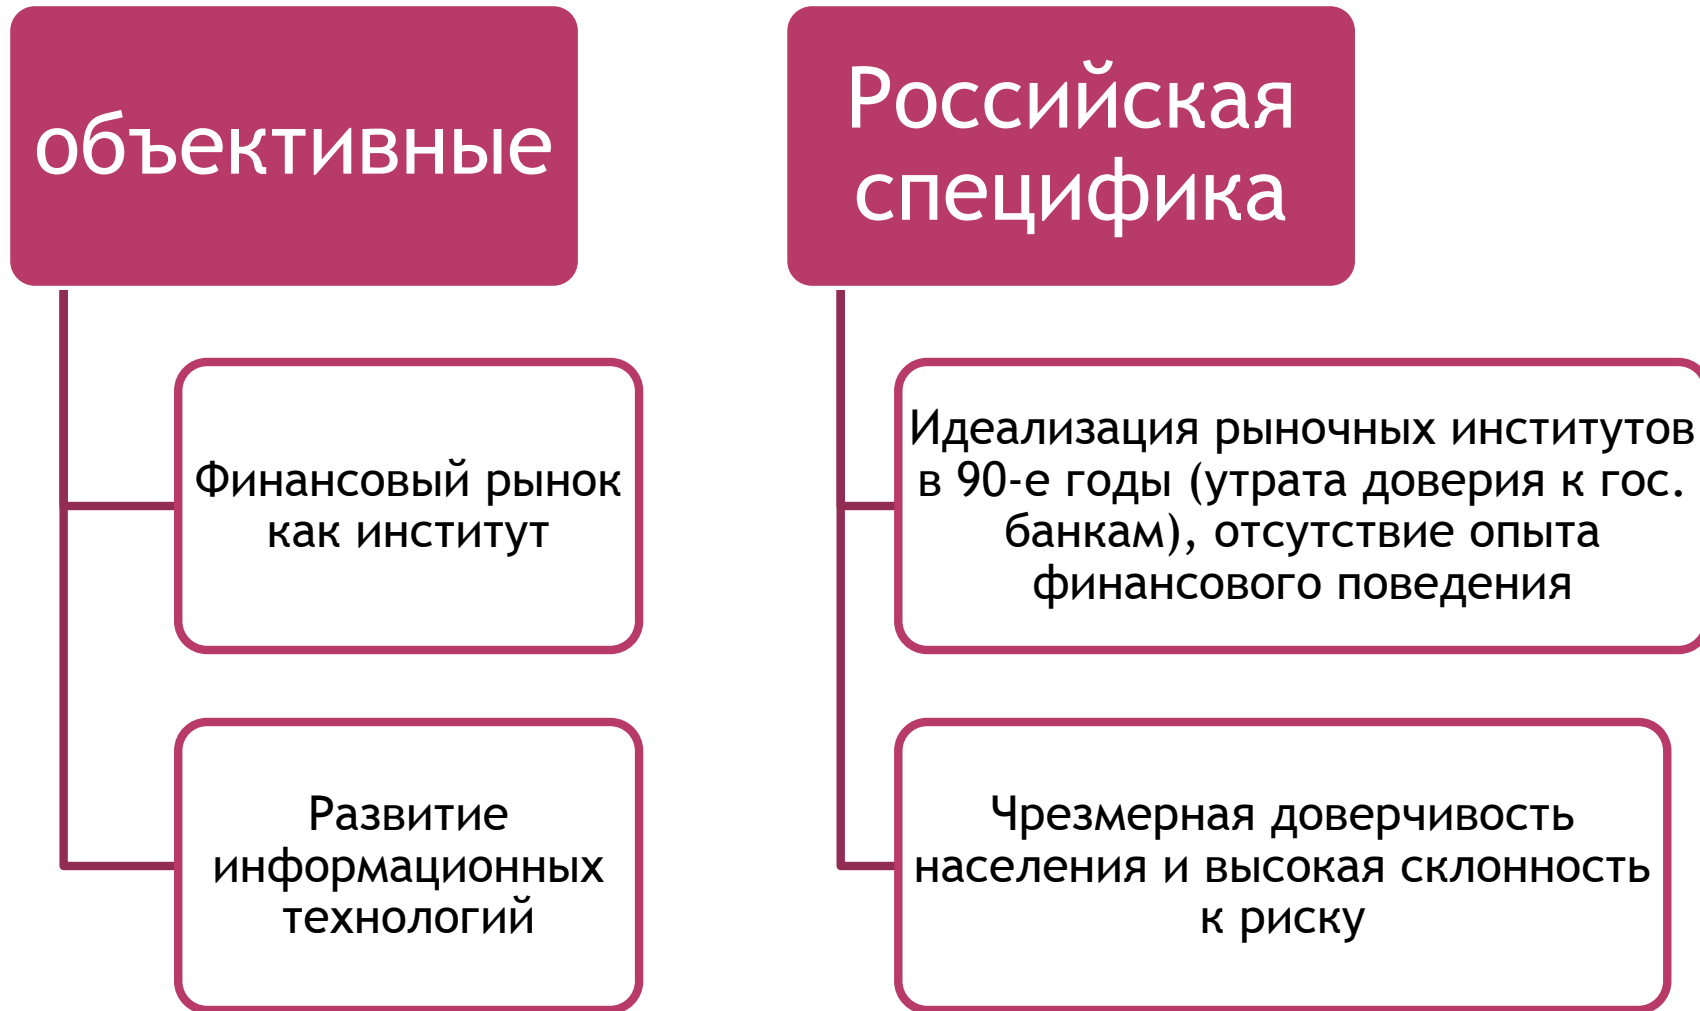 объективные
Финансовый рынок
как институт
Развитие
информационных
технологий
Российская
специфика
Идеализация рыночных институтов
в 90-е годы (утрата доверия к гос.
банкам), отсутствие опыта
финансового поведения
Чрезмерная доверчивость
населения и высокая склонность
к риску